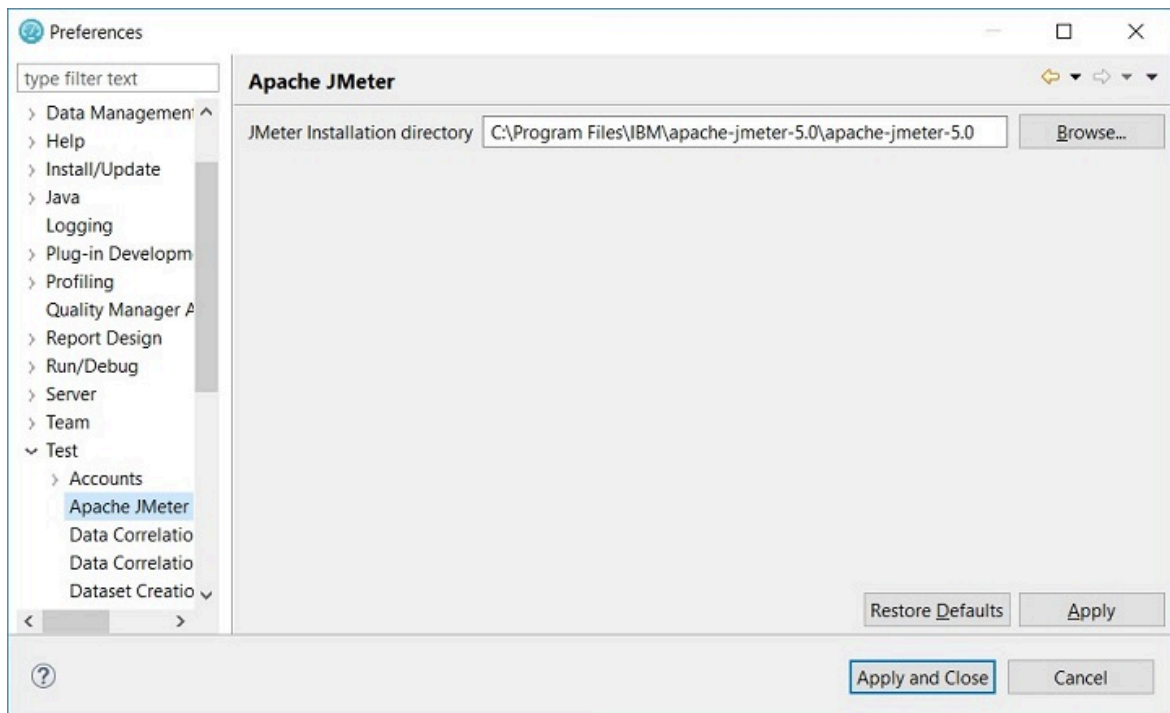 Preferences
type filter text
Data Management
Help
Install/Update
Java
Logging
Plug-in Developm
Profiling
Quality Manager A
Report Design
Run/Debug
Server
Team
Test
Accounts
Apache JMeter
Data Correlatio
Data Correlatio
Dataset Creatio
Apache JMeter
JMeter Installation directory C:\Program Files\IBM\apache-jmeter-5.0\apache-jmeter-5.0 Browse...
Restore Defaults Apply
? Apply and Close Cancel